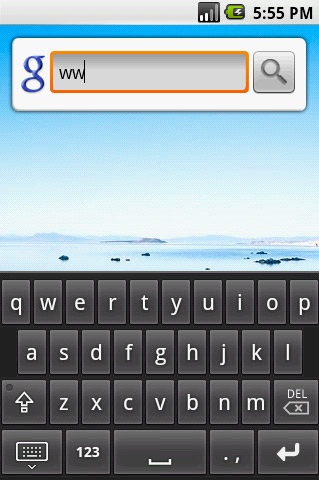 5:55 PM
g
ww
q w e r t y u i o p
a s d f g h j k l
z x c v b n m DEL
123 . ,